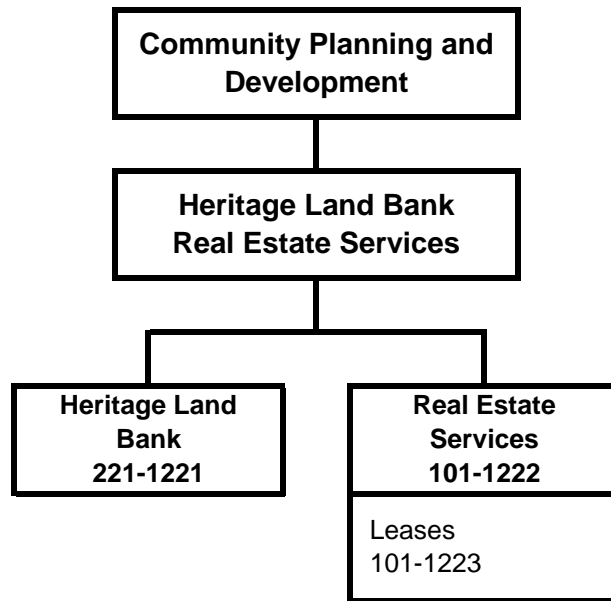 Community Planning and
Development
Heritage Land Bank
Real Estate Services
Heritage Land
Bank
221-1221
Real Estate
Services
101-1222
Leases
101-1223